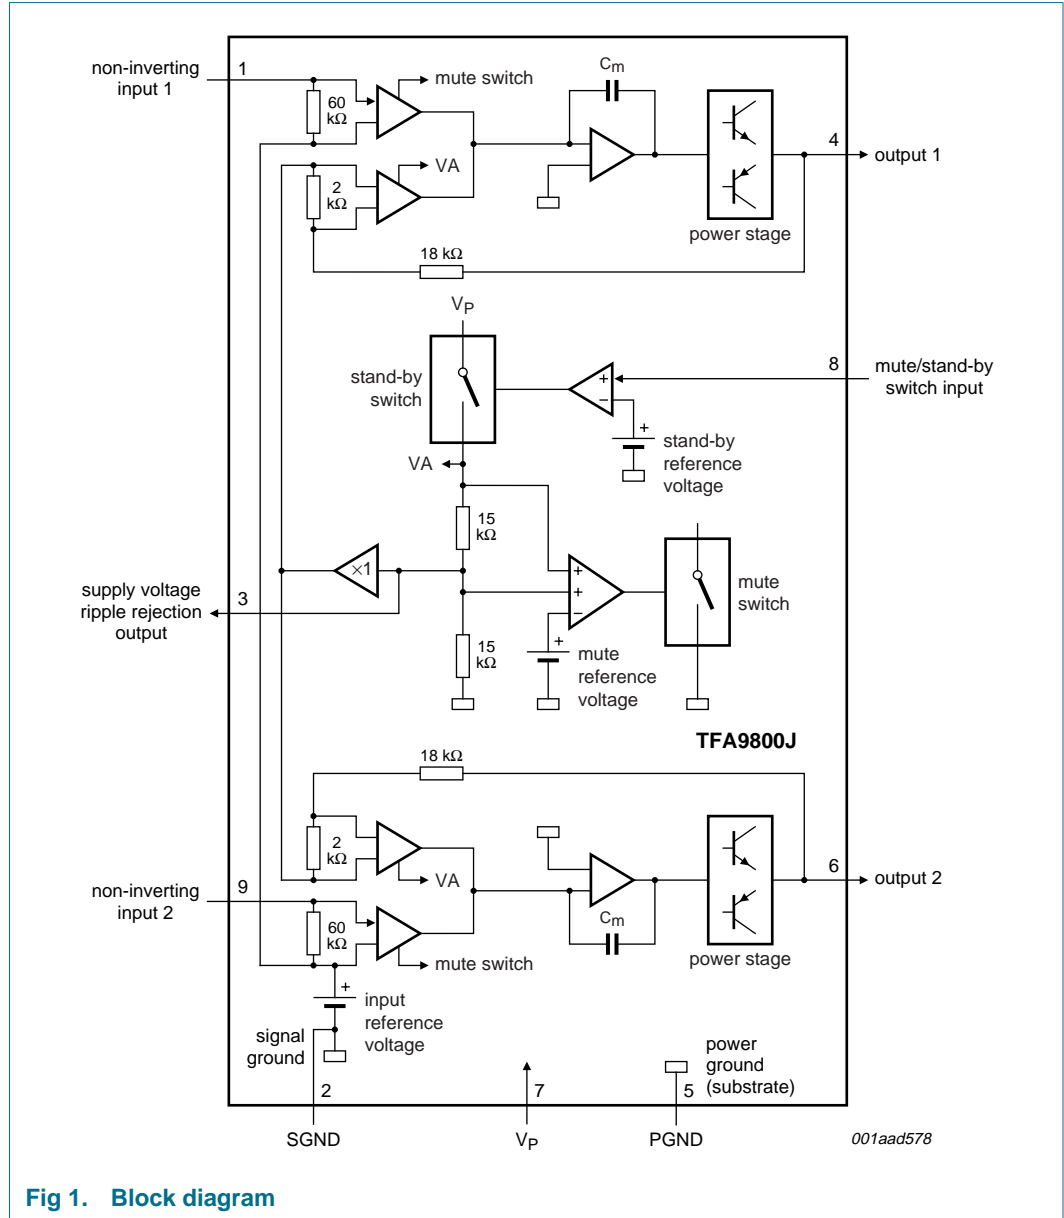 non-inverting
input 1
1
mute switch
60
kΩ
Cm
4
output 1
VA
2
kΩ
power stage
18 kΩ
VP
stand-by
switch
+
−
8
mute/stand-by
switch input
+
stand-by
reference
voltage
VA
15
kΩ
×1
supply voltage
ripple rejection
output
3
+
+
−
mute
switch
15
kΩ
+
mute
reference
voltage
TFA9800J
18 kΩ
2
kΩ
VA
non-inverting
input 2
9
6
output 2
60
kΩ
Cm
mute switch
power stage
+
input
reference
voltage
signal
ground
power
ground
(substrate)
2
7
5
SGND
VP
PGND
001aad578
Fig 1. Block diagram